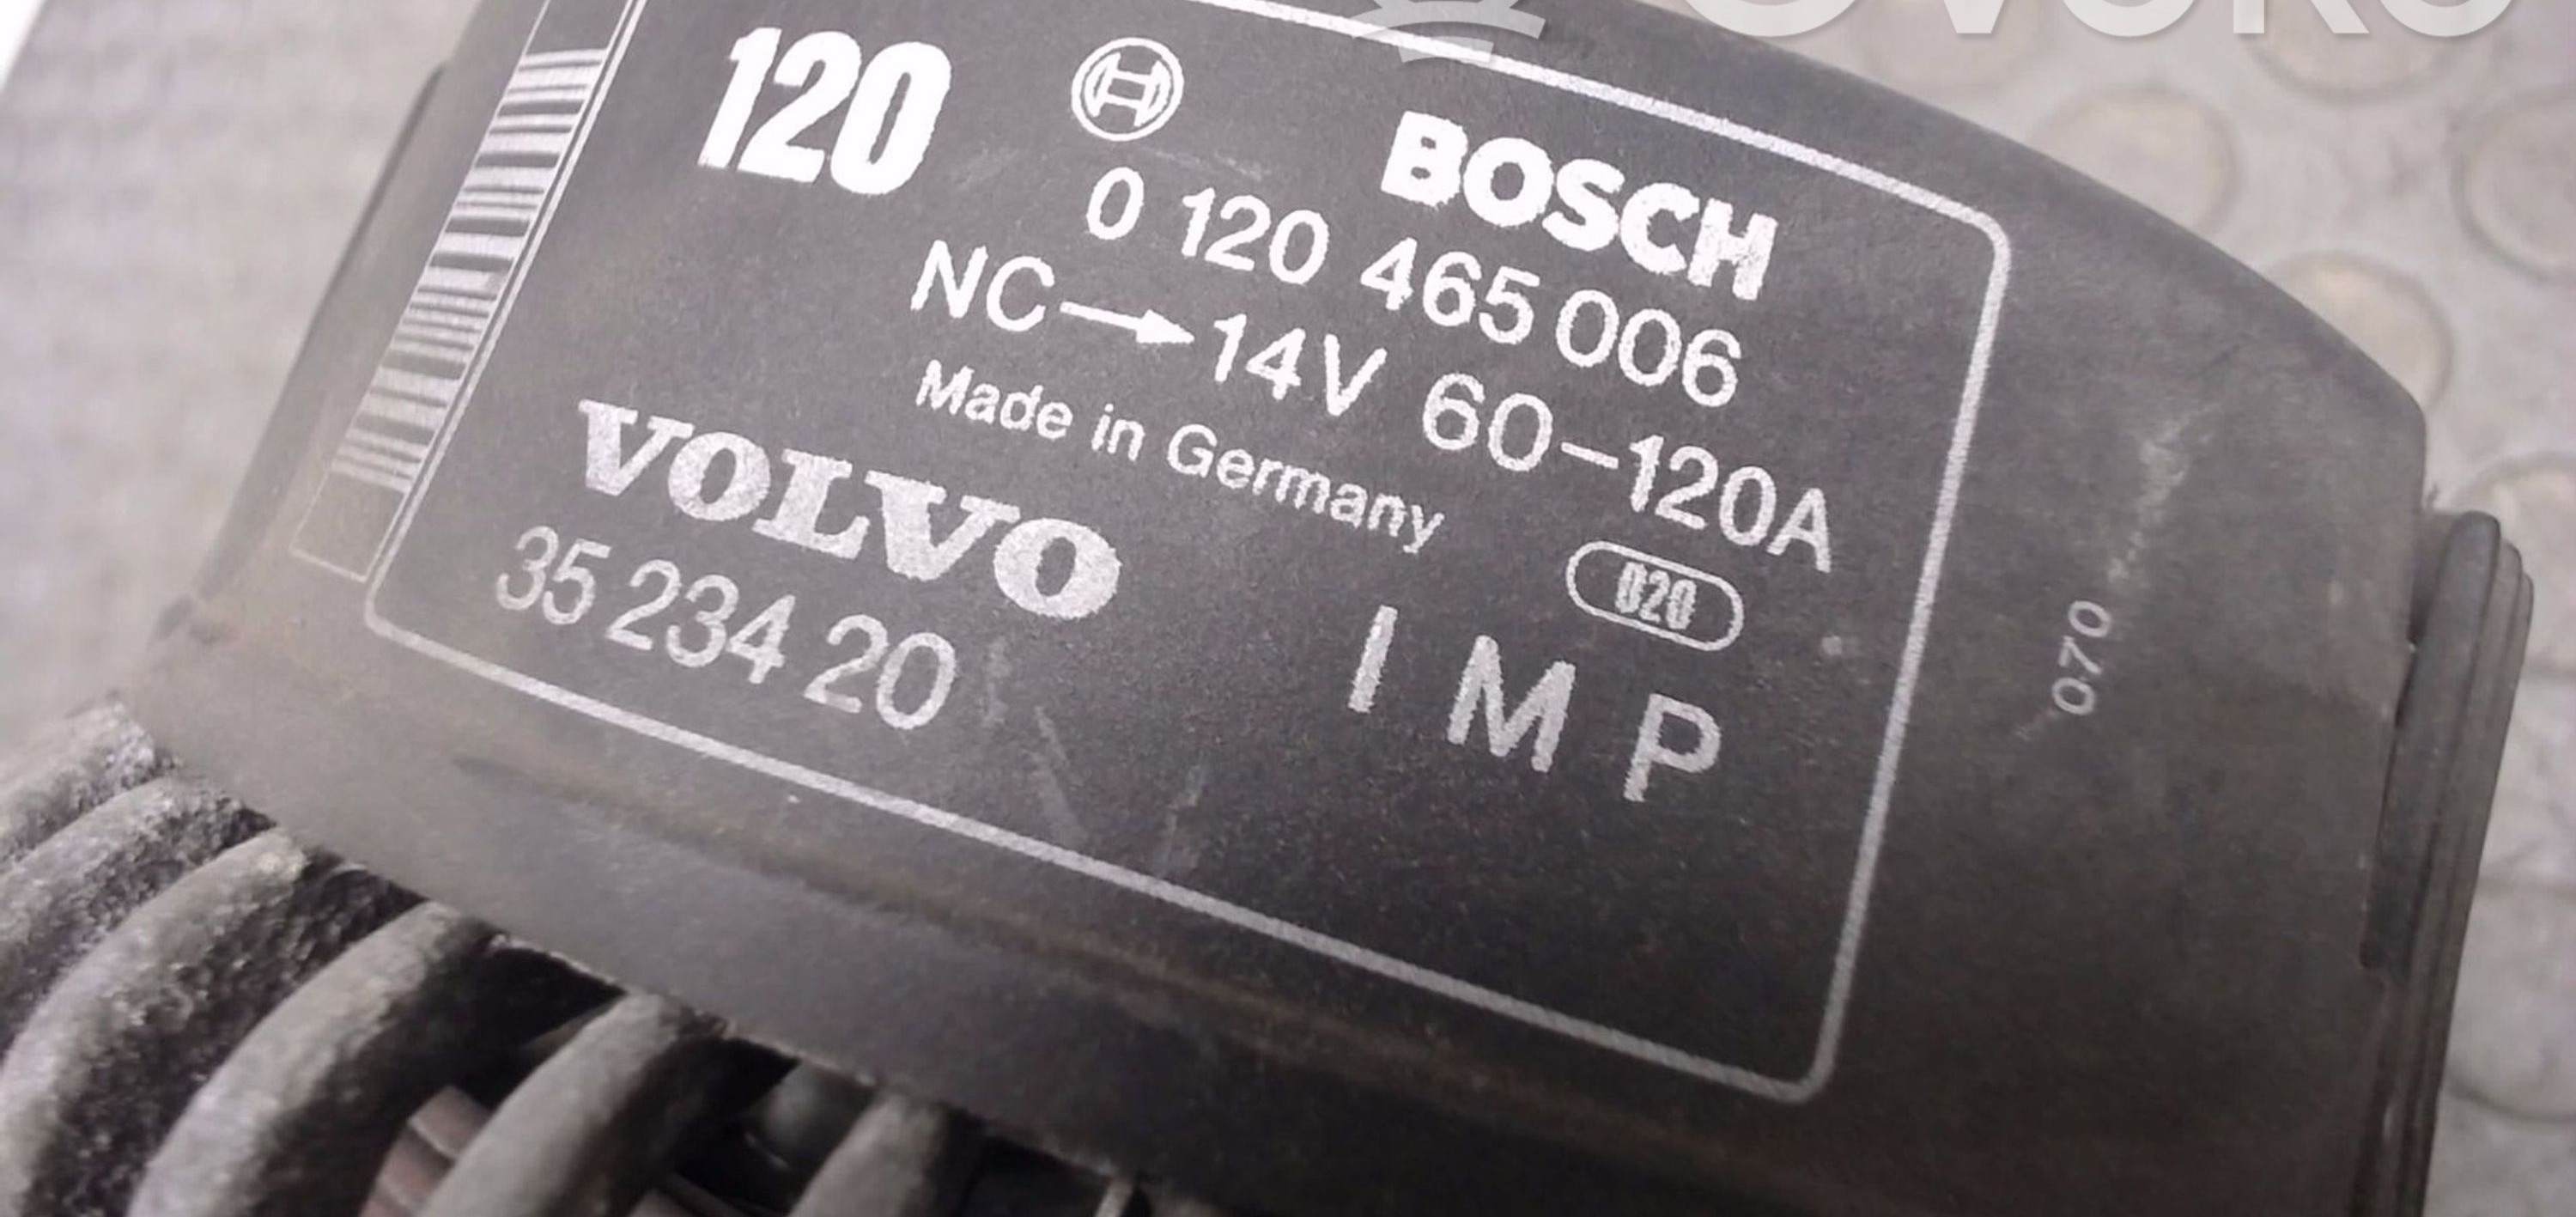 120
BOSCH
0 120 465 006
NC→14V 60–120A
Made in Germany
VOLVO
35 234 20
020
I M P
070